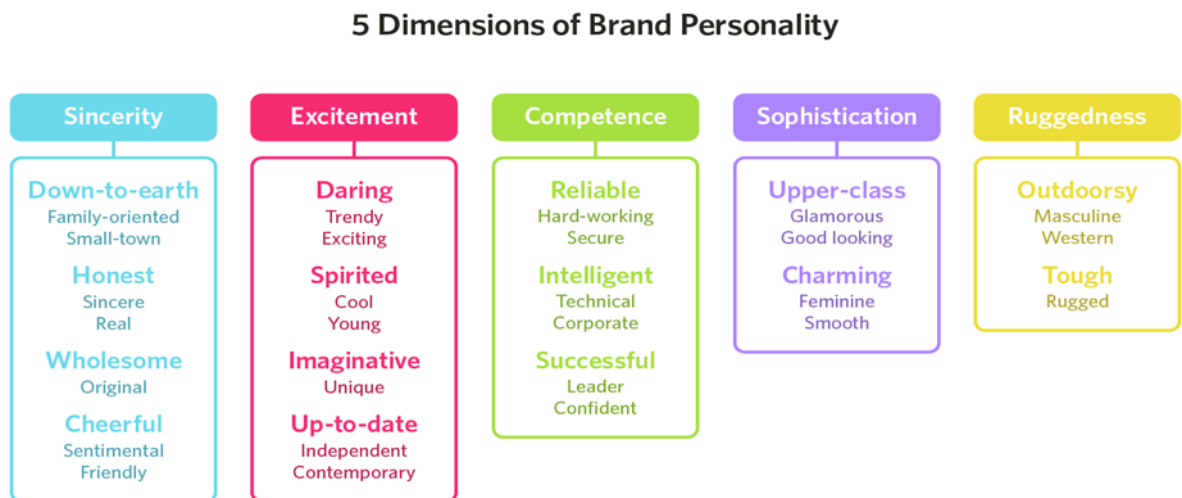 5 Dimensions of Brand Personality
Sincerity
Down-to-earth
Family-oriented
Small-town
Honest
Sincere
Real
Wholesome
Original
Cheerful
Sentimental
Friendly
Excitement
Daring
Trendy
Exciting
Spirited
Cool
Young
Imaginative
Unique
Up-to-date
Independent
Contemporary
Competence
Reliable
Hard-working
Secure
Intelligent
Technical
Corporate
Successful
Leader
Confident
Sophistication
Upper-class
Glamorous
Good looking
Charming
Feminine
Smooth
Ruggedness
Outdoorsy
Masculine
Western
Tough
Rugged